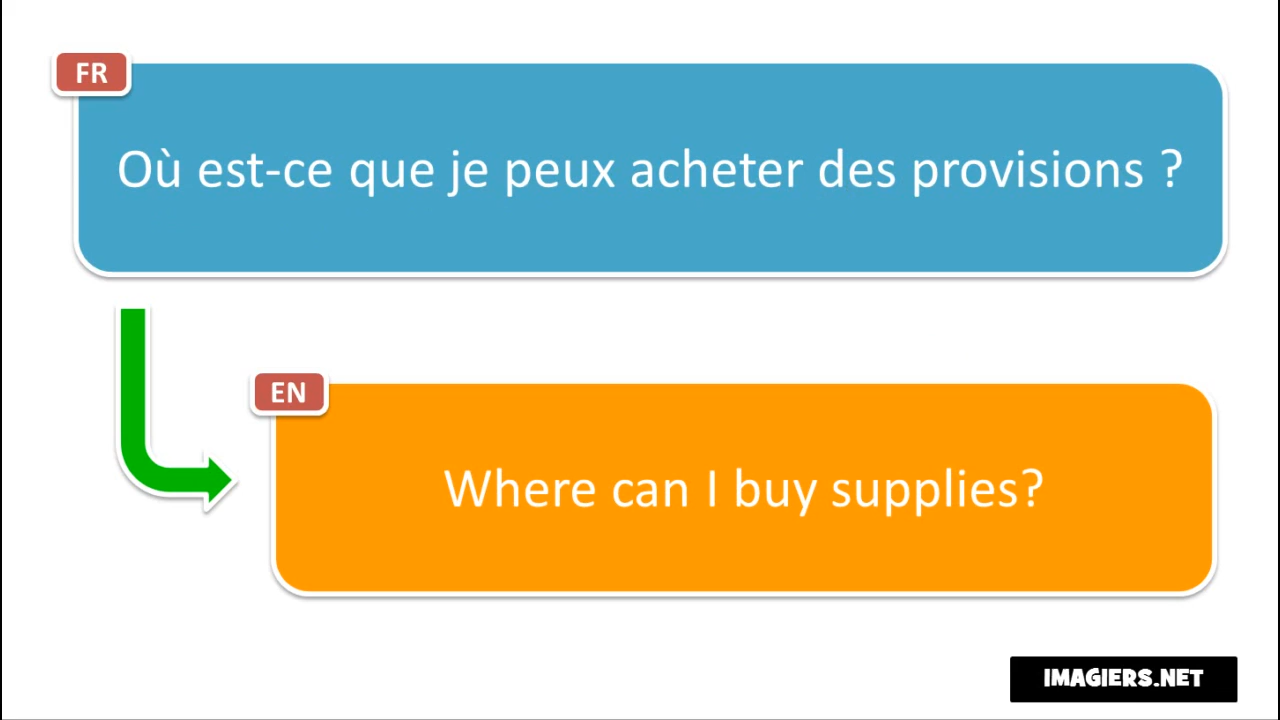 FR
Où est-ce que je peux acheter des provisions ?
EN
Where can I buy supplies?
IMAGIERS.NET